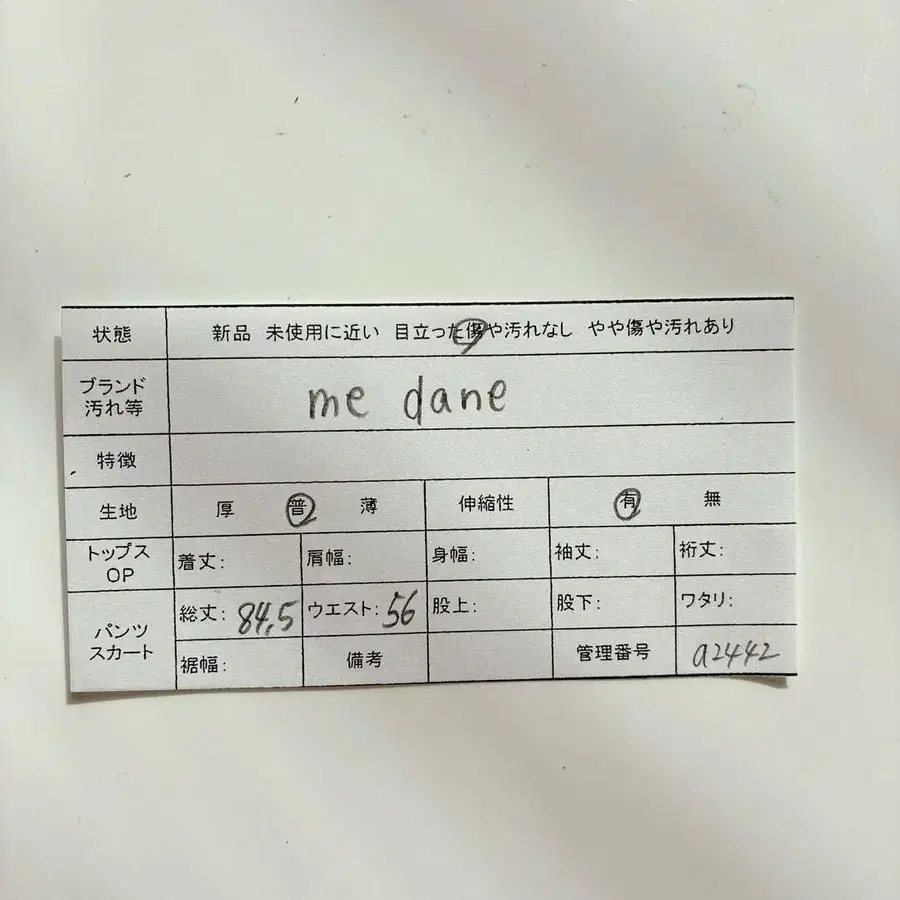 状態 新品 未使用に近い 目立った傷や汚れなし やや傷や汚れあり
ブランド
汚れ等
me dane
特徴
生地 厚 普 薄 伸縮性 有 無
トップス
OP
着丈: 肩幅: 身幅: 袖丈: 裄丈:
パンツ
スカート
総丈: 84,5 ウエスト: 56 股上: 股下: ワタリ:
裾幅: 備考 管理番号 a2442